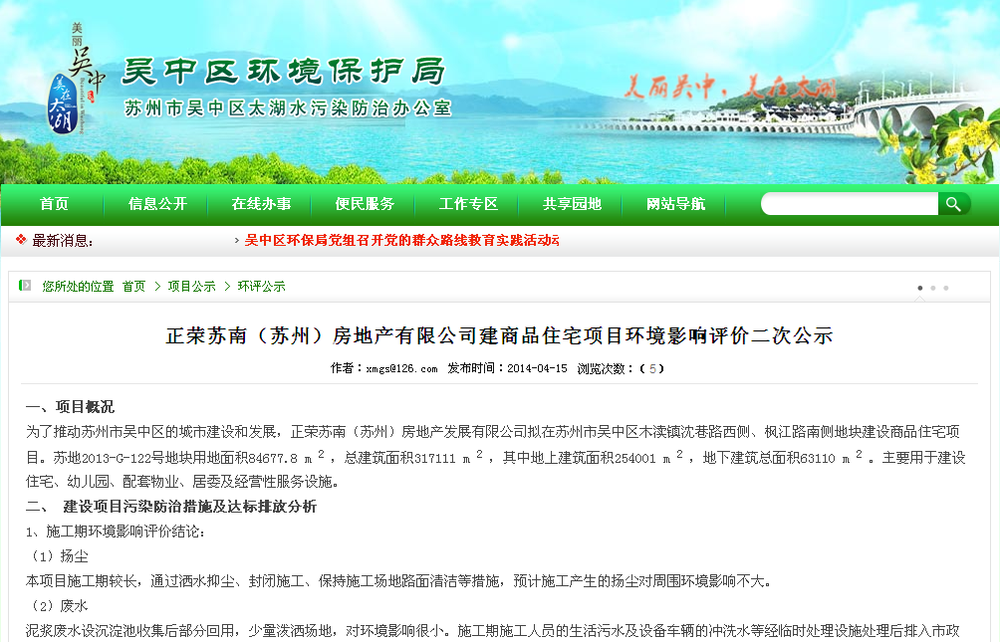 美丽
吴中
美在太湖
吴中区环境保护局
苏州市吴中区太湖水污染防治办公室
美丽吴中,美在太湖
首页 信息公开 在线办事 便民服务 工作专区 共享园地 网站导航
最新消息: 吴中区环保局党组召开党的群众路线教育实践活动动
您所处的位置 首页 > 项目公示 > 环评公示
正荣苏南（苏州）房地产有限公司建商品住宅项目环境影响评价二次公示
作者：xmgs@126.com 发布时间：2014-04-15 浏览次数：（5）
一、项目概况
为了推动苏州市吴中区的城市建设和发展，正荣苏南（苏州）房地产发展有限公司拟在苏州市吴中区木渎镇沈巷路西侧、枫江路南侧地块建设商品住宅项
目。苏地2013-G-122号地块用地面积84677.8 m 2 ，总建筑面积317111 m 2 ，其中地上建筑面积254001 m 2 ，地下建筑总面积63110 m 2 。主要用于建设
住宅、幼儿园、配套物业、居委及经营性服务设施。
二、 建设项目污染防治措施及达标排放分析
1、施工期环境影响评价结论：
（1）扬尘
本项目施工期较长，通过洒水抑尘、封闭施工、保持施工场地路面清洁等措施，预计施工产生的扬尘对周围环境影响不大。
（2）废水
泥浆废水设沉淀池收集后部分回用，少量泼洒场地，对环境影响很小。施工期施工人员的生活污水及设备车辆的冲洗水等经临时处理设施处理后排入市政